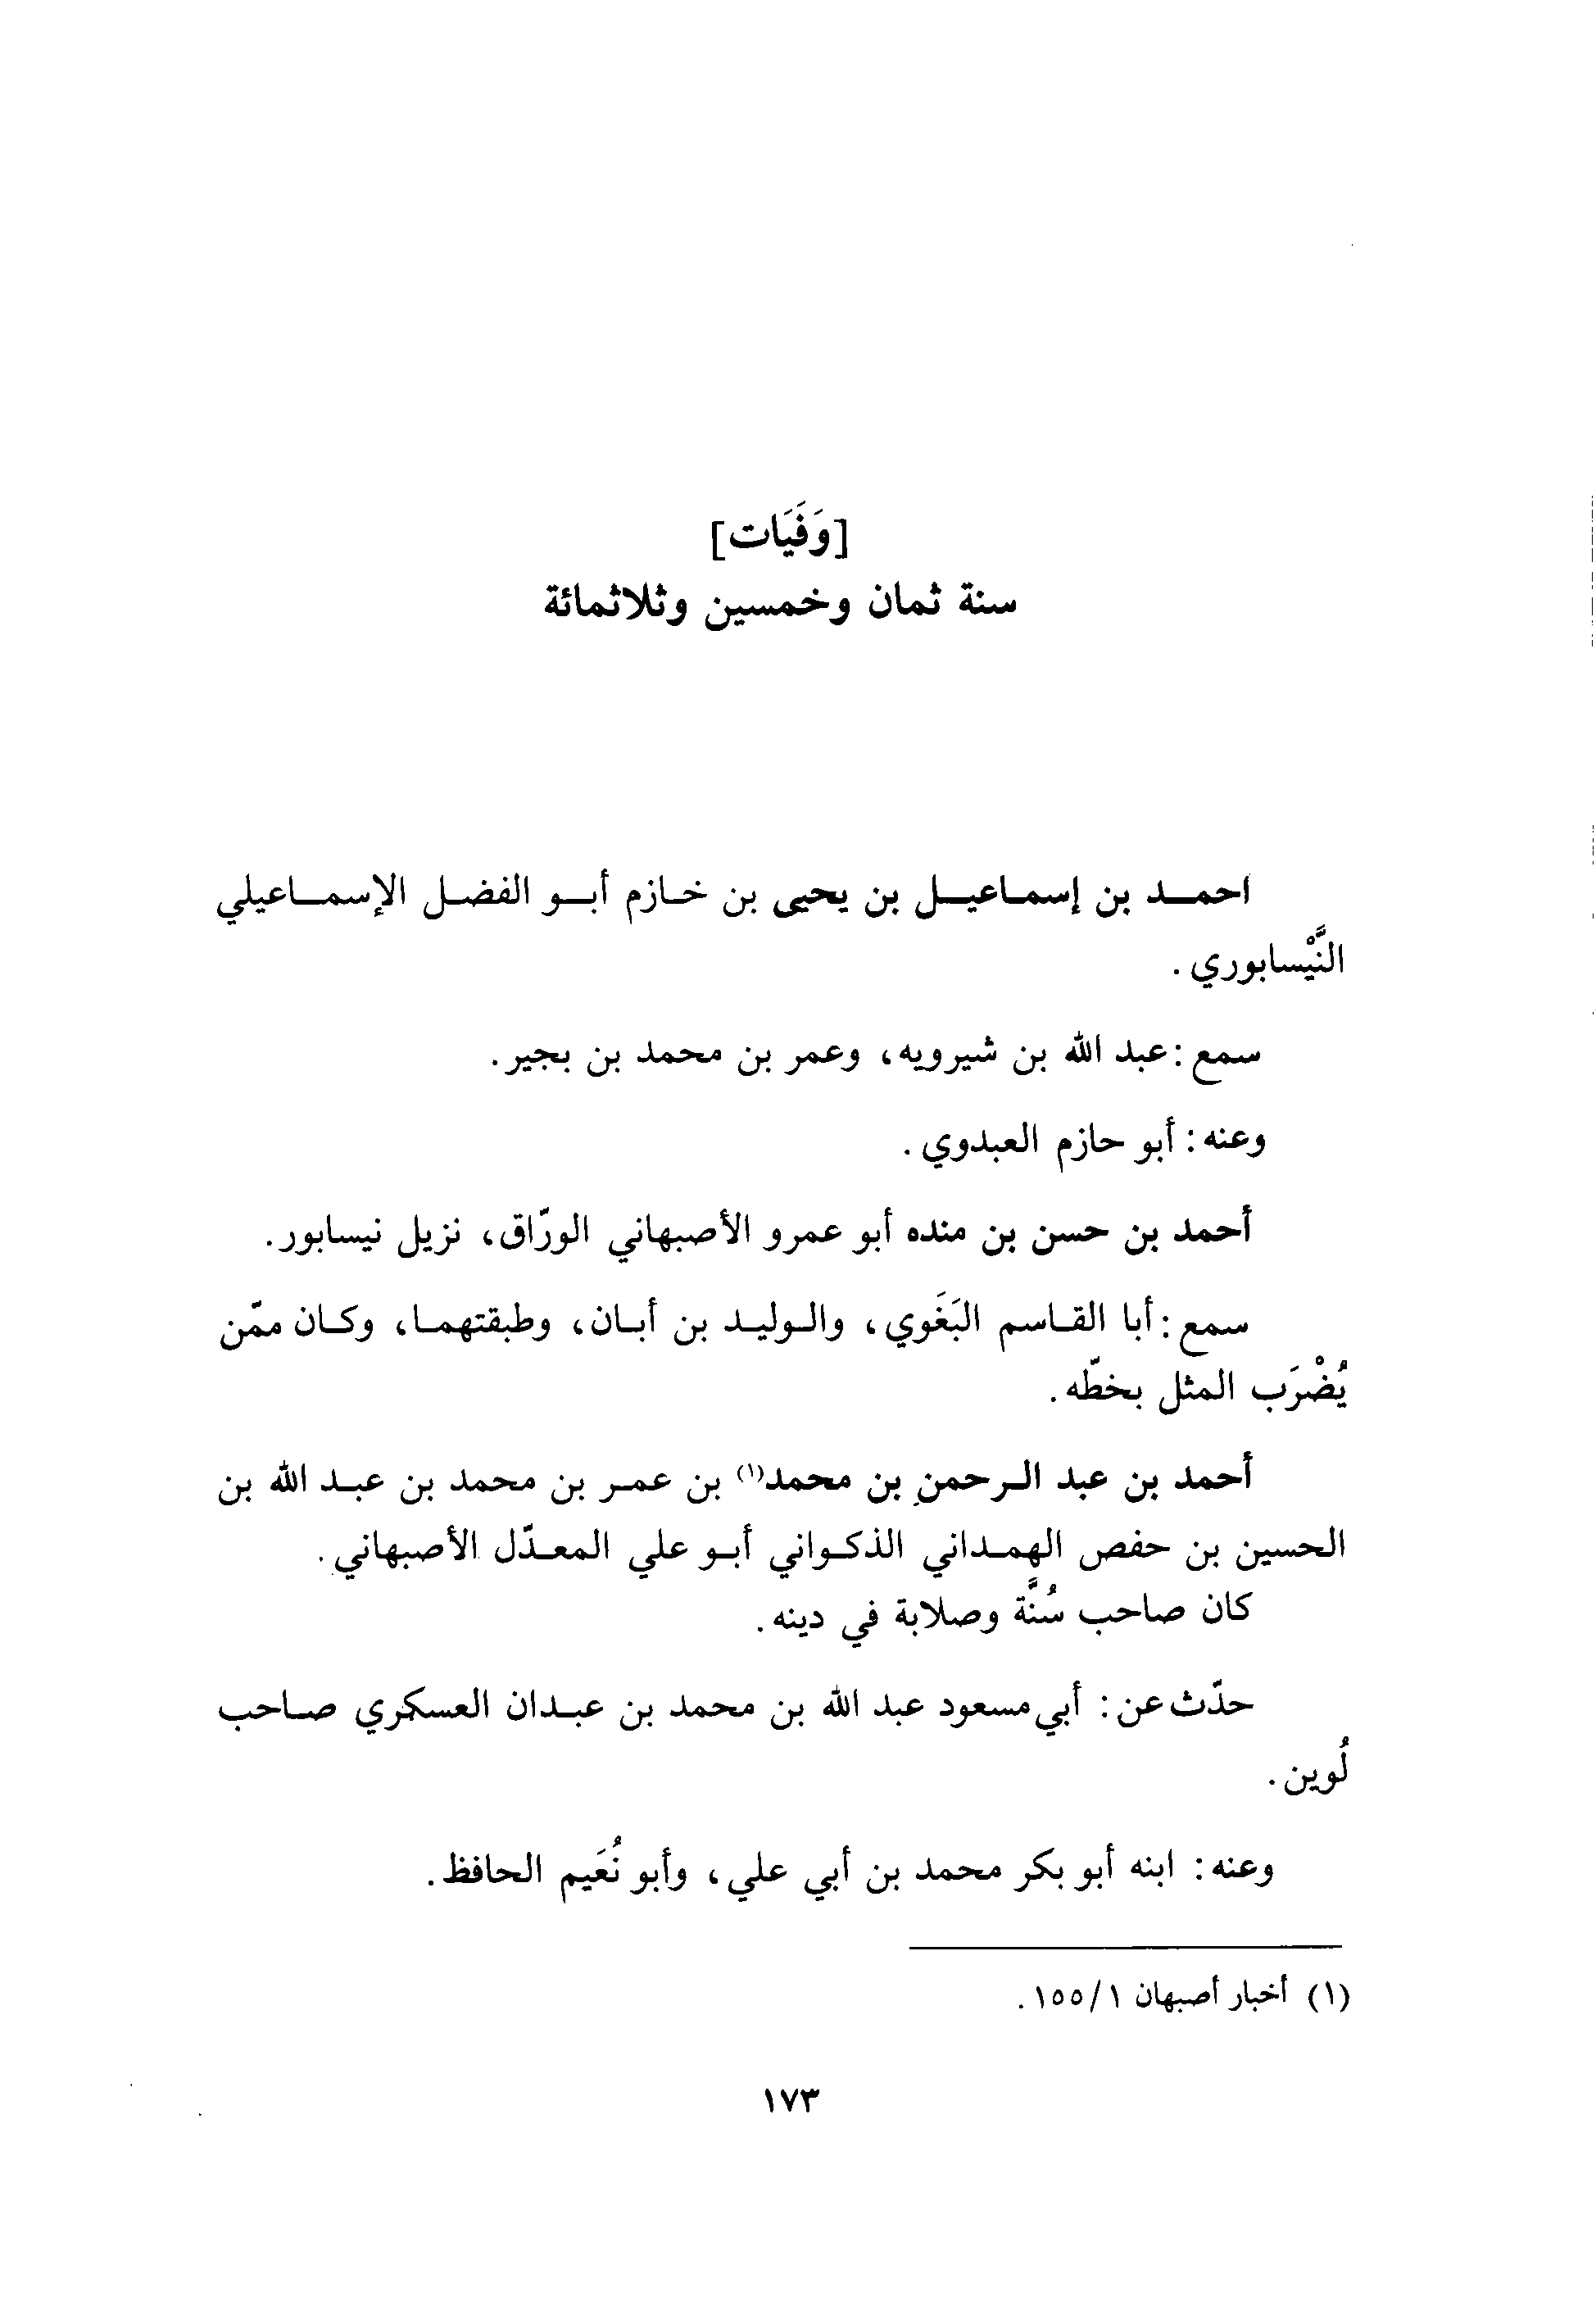 [وَفَيَات]
سنة ثمان وخمسين وثلاثمائة
احمد بن إسماعيل بن يحيى بن خازم أبو الفضل الإسماعيلي
النَّيْسابوري.
سمع: عبد الله بن شيرويه، وعمر بن محمد بن بجير.
وعنه: أبو حازم العبدوي.
أحمد بن حسن بن منده أبو عمرو الأصبهاني الورّاق، نزيل نيسابور.
سمع: أبا القاسم البَغَوي، والوليد بن أبان، وطبقتهما، وكان ممّن
يُضْرَب المثل بخطّه.
أحمد بن عبد الرحمن بن محمد(١) بن عمر بن محمد بن عبد الله بن
الحسين بن حفص الهمداني الذكواني أبو علي المعدّل الأصبهاني.
كان صاحب سُنَّة وصلابة في دينه.
حدّث عن: أبي مسعود عبد الله بن محمد بن عبدان العسكري صاحب
لُوين.
وعنه: ابنه أبو بكر محمد بن أبي علي، وأبو نُعَيم الحافظ.
(١) أخبار أصبهان ١/١٥٥.
١٧٣